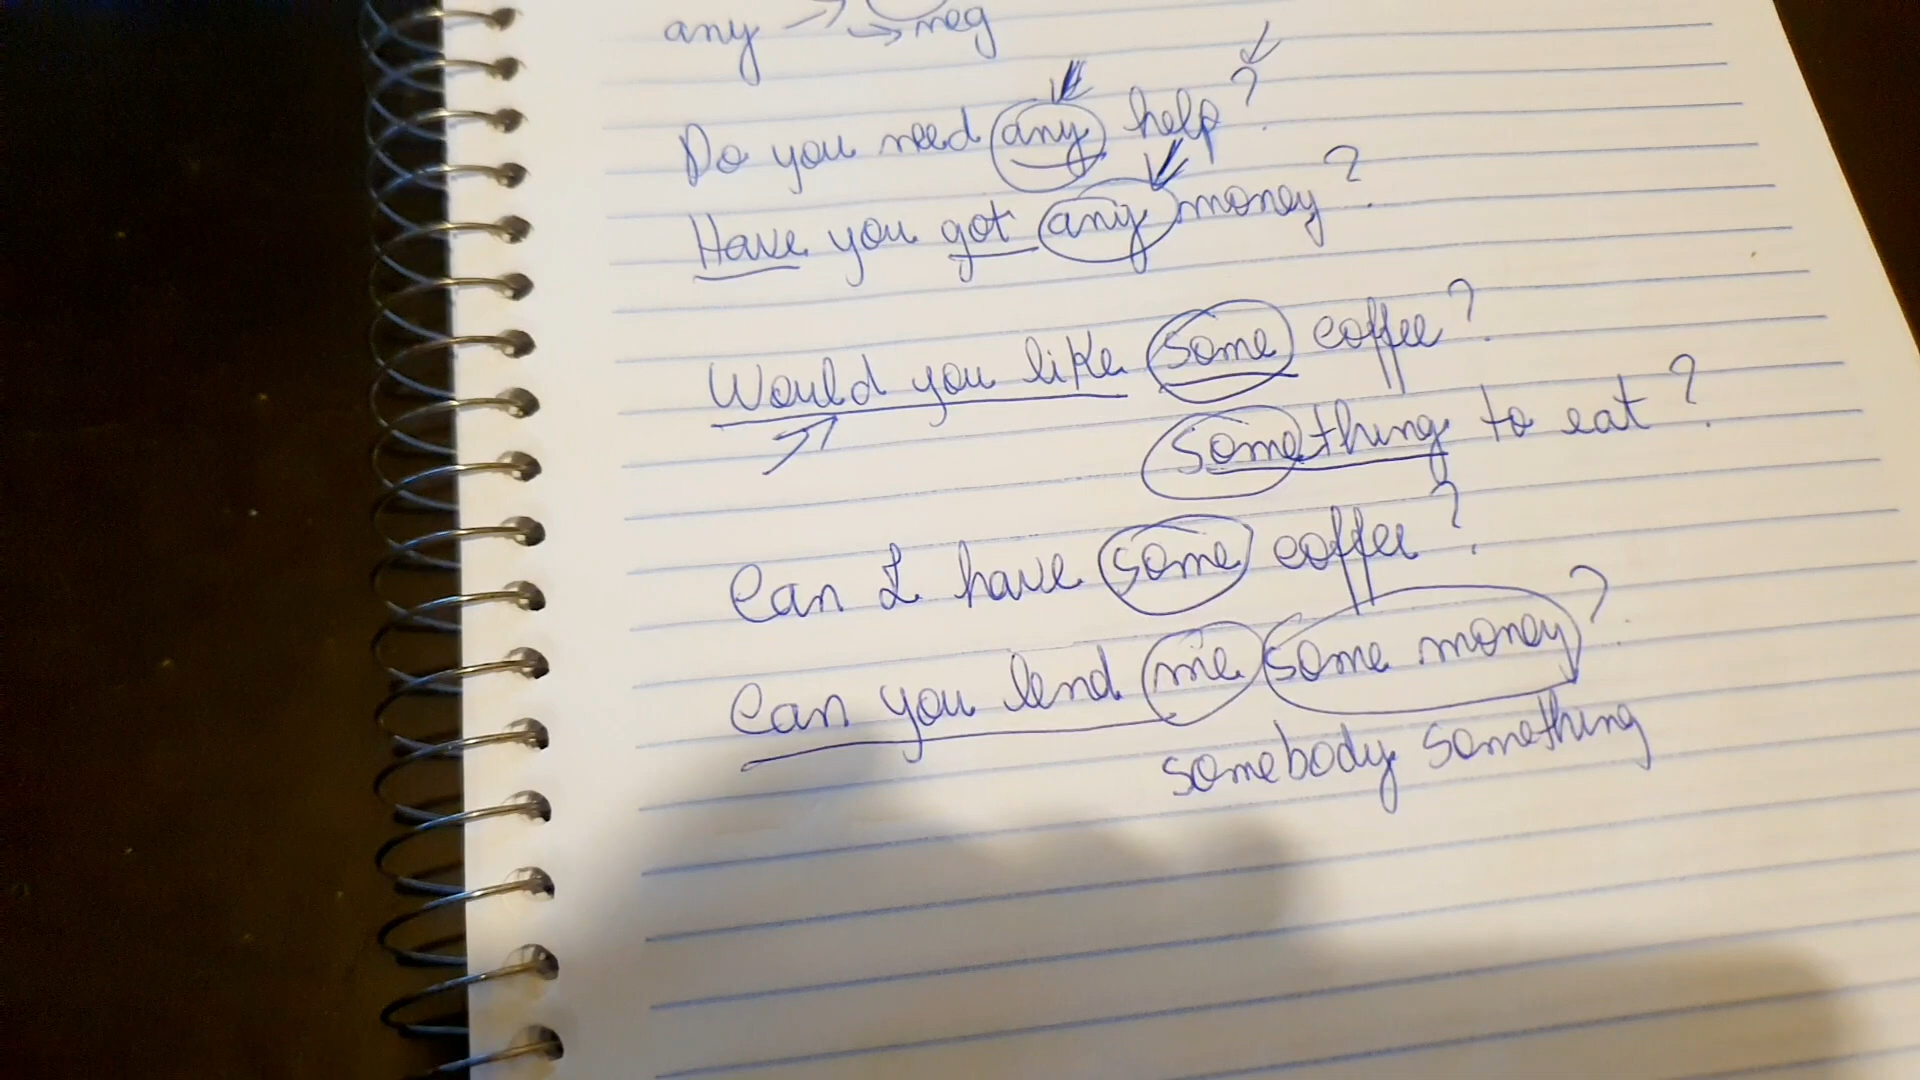 any → → neg
Do you need any help?
Have you got any money?
Would you like some coffee?
something to eat?
Can I have some coffee?
Can you lend me some money?
somebody something